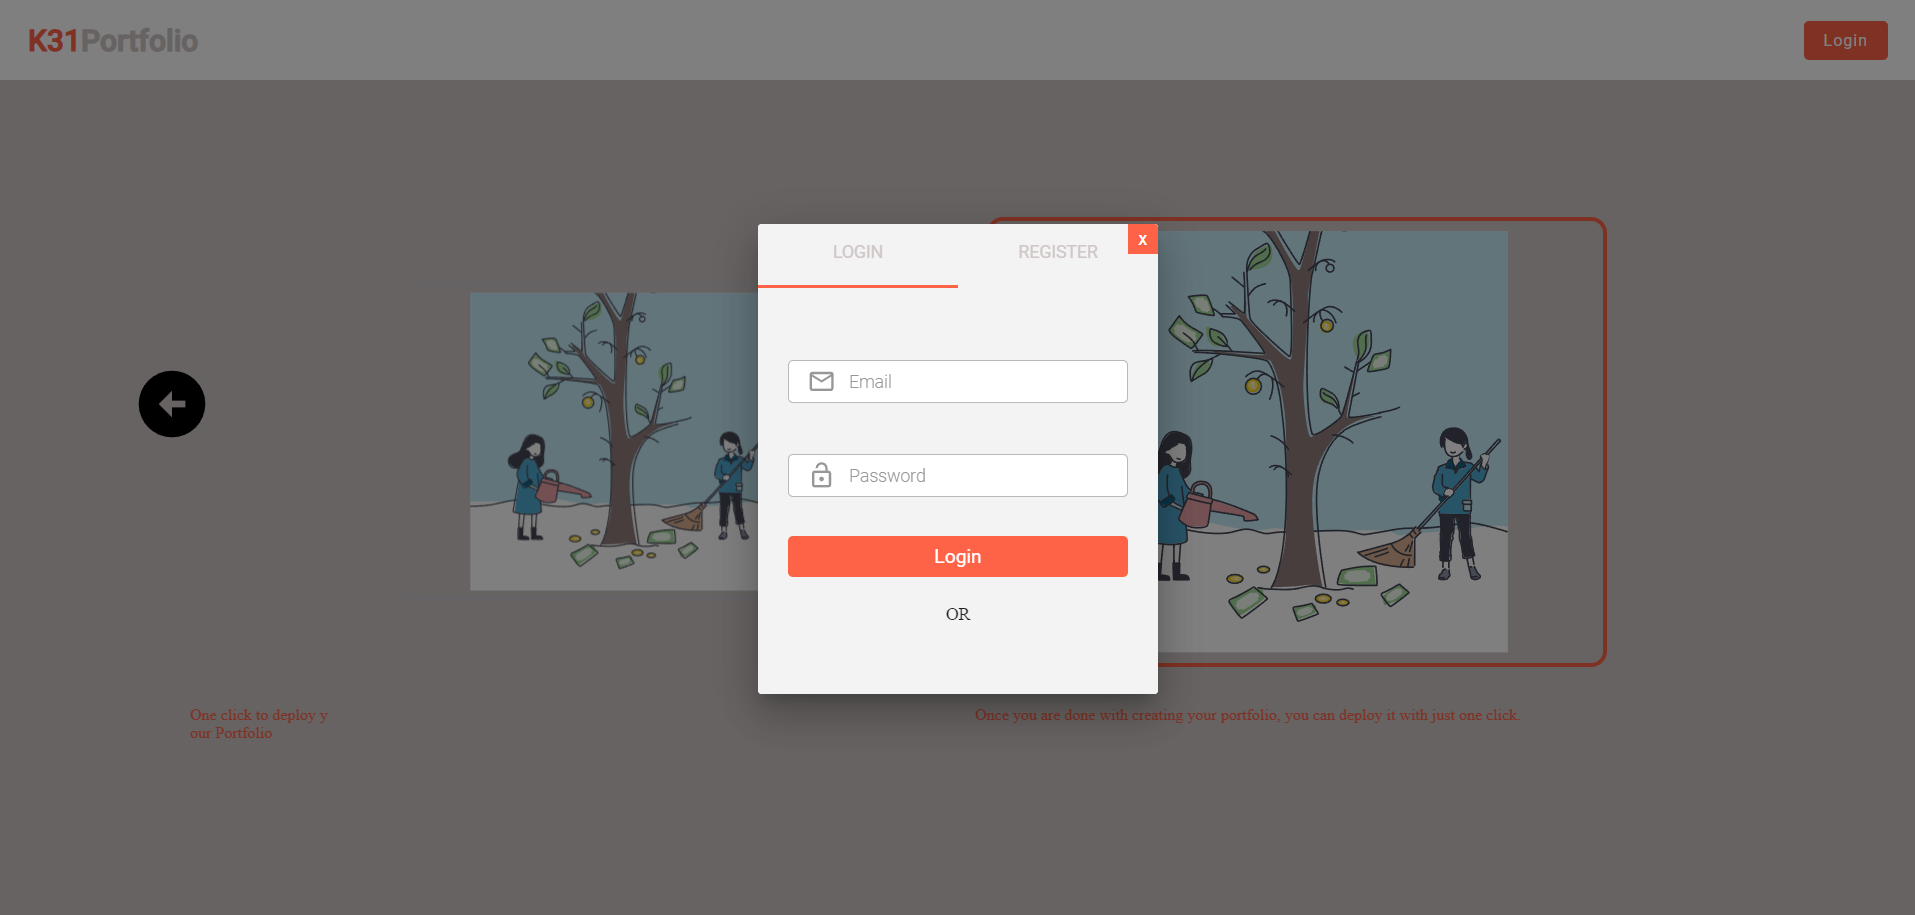 K31Portfolio
Login
LOGIN
REGISTER
X
Email
Password
Login
OR
One click to deploy y
our Portfolio
Once you are done with creating your portfolio, you can deploy it with just one click.